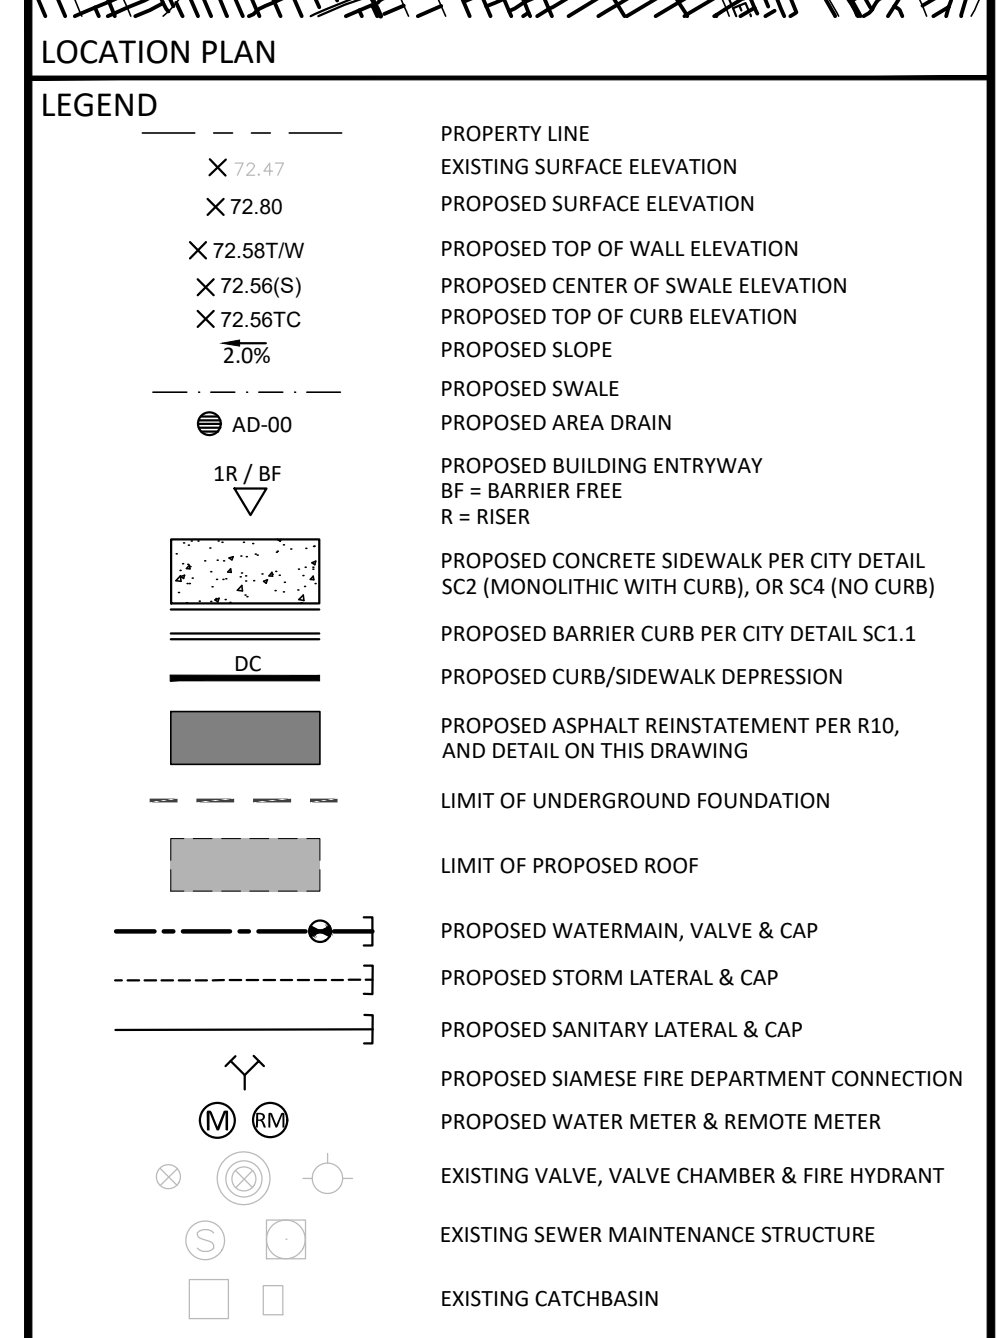 LOCATION PLAN
LEGEND
PROPERTY LINE
72.47 EXISTING SURFACE ELEVATION
72.80 PROPOSED SURFACE ELEVATION
72.58T/W PROPOSED TOP OF WALL ELEVATION
72.56(S) PROPOSED CENTER OF SWALE ELEVATION
72.56TC PROPOSED TOP OF CURB ELEVATION
2.0% PROPOSED SLOPE
PROPOSED SWALE
AD-00 PROPOSED AREA DRAIN
1R / BF PROPOSED BUILDING ENTRYWAY
BF = BARRIER FREE
R = RISER
PROPOSED CONCRETE SIDEWALK PER CITY DETAIL
SC2 (MONOLITHIC WITH CURB), OR SC4 (NO CURB)
PROPOSED BARRIER CURB PER CITY DETAIL SC1.1
DC PROPOSED CURB/SIDEWALK DEPRESSION
PROPOSED ASPHALT REINSTATEMENT PER R10,
AND DETAIL ON THIS DRAWING
LIMIT OF UNDERGROUND FOUNDATION
LIMIT OF PROPOSED ROOF
PROPOSED WATERMAIN, VALVE & CAP
PROPOSED STORM LATERAL & CAP
PROPOSED SANITARY LATERAL & CAP
PROPOSED SIAMESE FIRE DEPARTMENT CONNECTION
M RM PROPOSED WATER METER & REMOTE METER
EXISTING VALVE, VALVE CHAMBER & FIRE HYDRANT
S EXISTING SEWER MAINTENANCE STRUCTURE
EXISTING CATCHBASIN